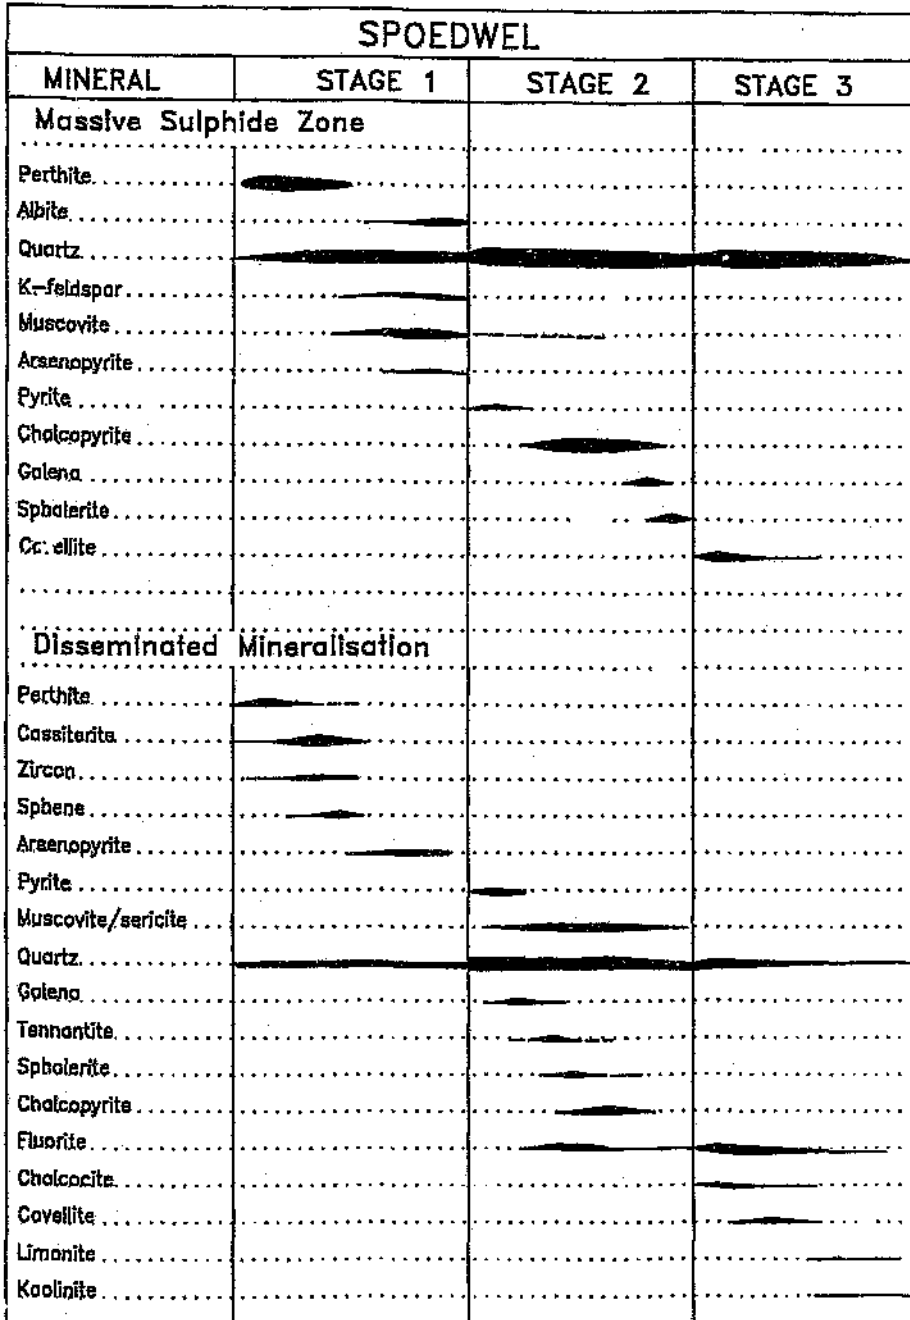 SPOEDWEL
MINERAL STAGE 1 STAGE 2 STAGE 3
Massive Sulphide Zone
Perthite
Albite
Quartz
K-feldspar
Muscovite
Arsenopyrite
Pyrite
Chalcopyrite
Galena
Sphalerite
Disseminated Mineralisation
Perthite
Cassiterite
Zircon
Sphene
Arsenopyrite
Pyrite
Muscovite/sericite
Quartz
Galena
Tennantite
Sphalerite
Chalcopyrite
Fluorite
Chalcocite
Covellite
Limonite
Kaolinite